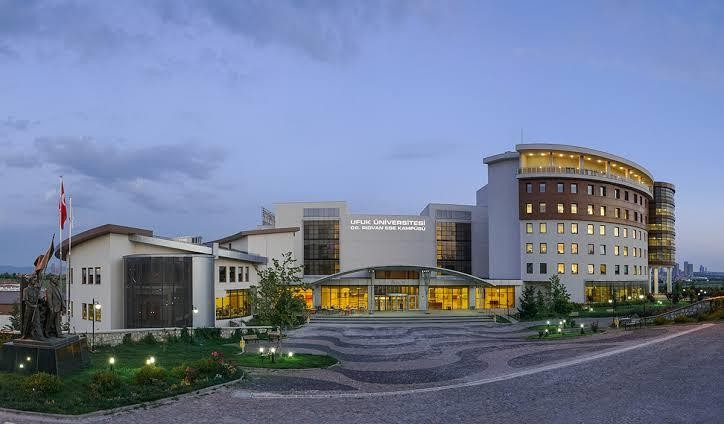 UFUK ÜNİVERSİTESİ
DR. RIDVAN EGE KAMPÜSÜ